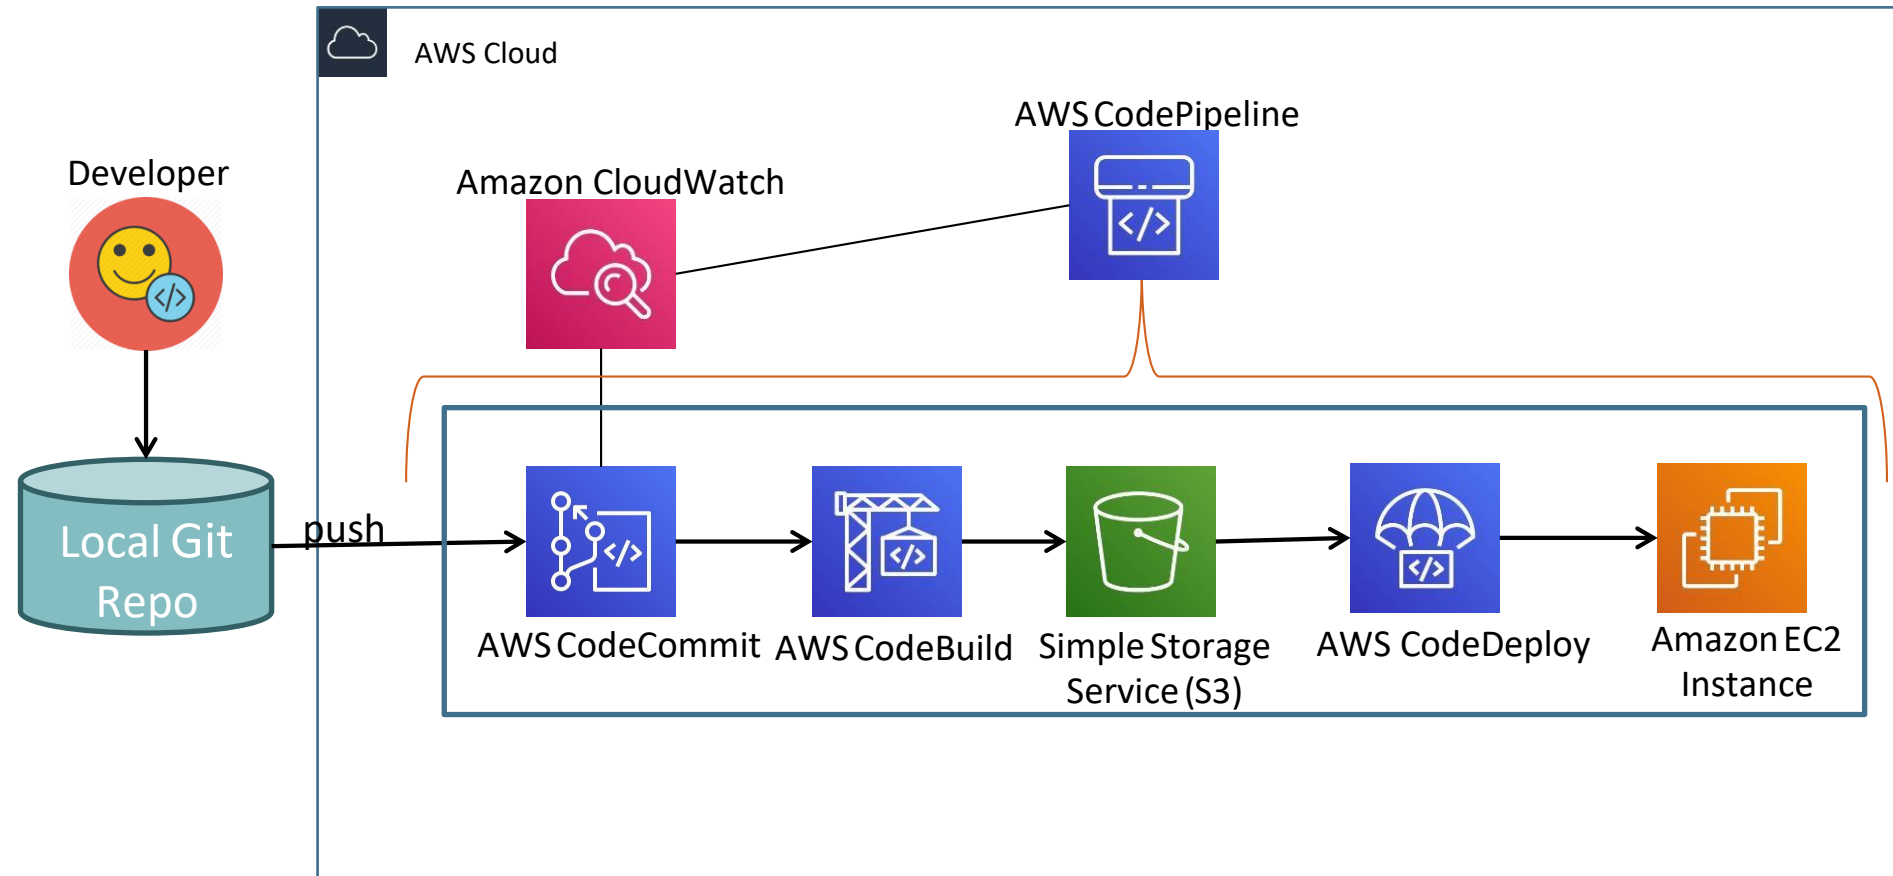 AWS Cloud
AWS CodePipeline
Developer
Amazon CloudWatch
</>
</>
Local Git
Repo
push
</>
</>
</>
AWS CodeCommit
AWS CodeBuild
Simple Storage
Service (S3)
AWS CodeDeploy
Amazon EC2
Instance